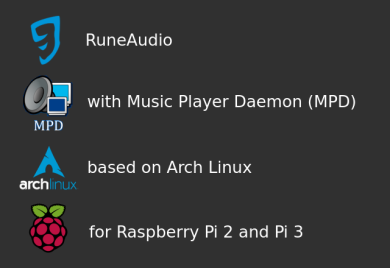 RuneAudio
with Music Player Daemon (MPD)
MPD
based on Arch Linux
archlinux
for Raspberry Pi 2 and Pi 3